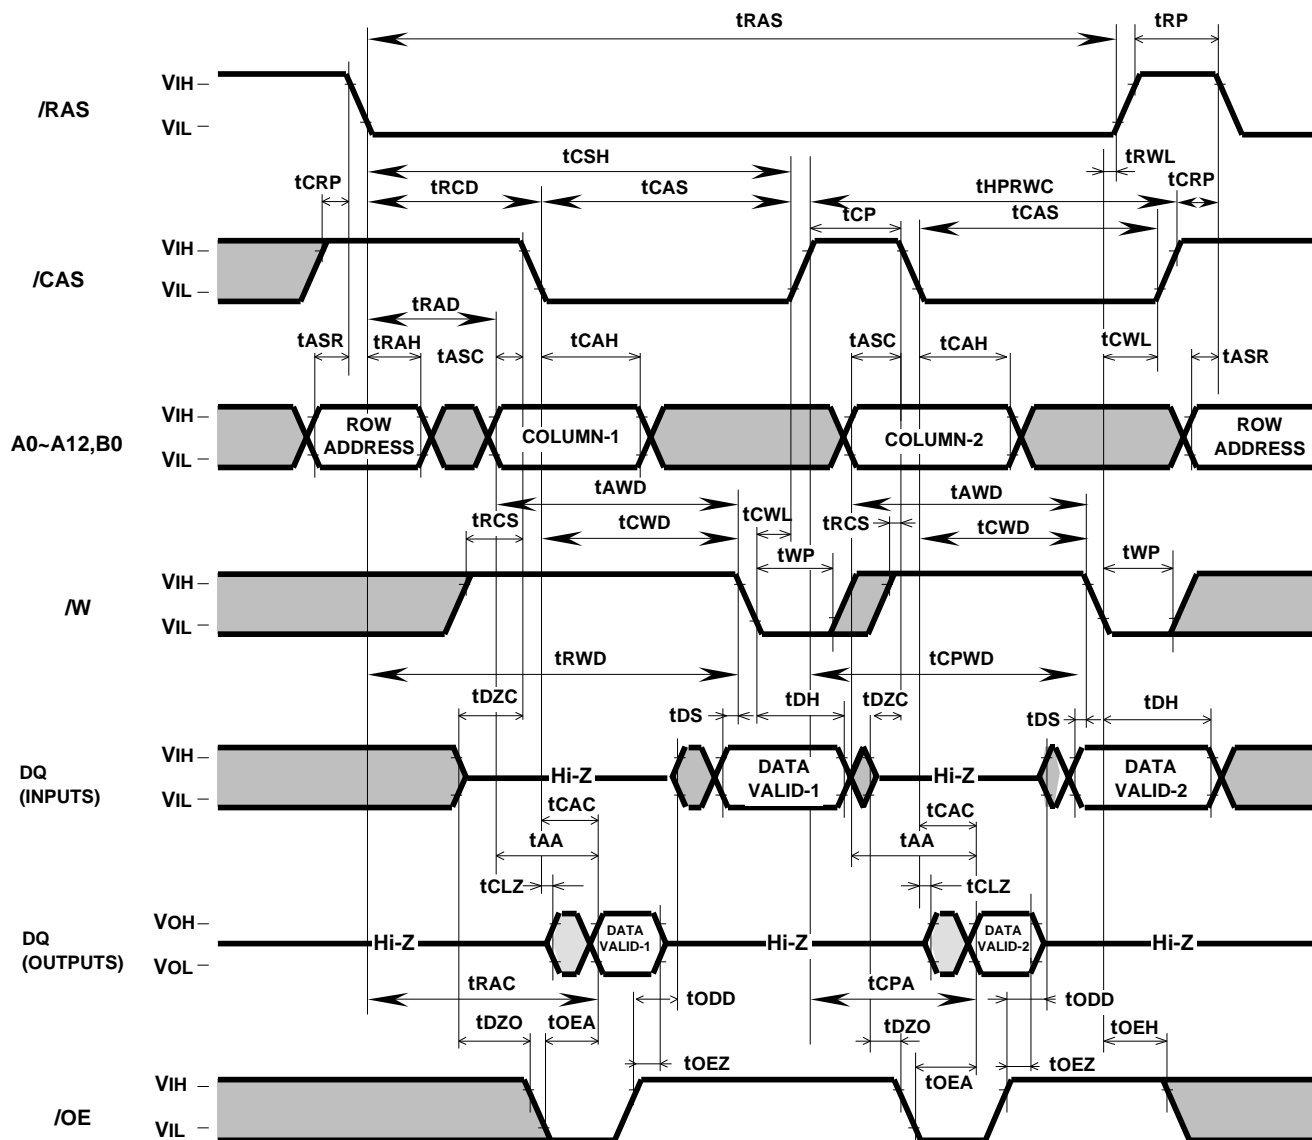 tRAS
tRP
VIH
/RAS
VIL
tCSH
tRWL
tCRP
tRCD
tCAS
tHPRWC
tCRP
tCP
tCAS
VIH
/CAS
VIL
tRAD
tASR
tRAH
tASC
tCAH
tASC
tCAH
tCWL
tASR
VIH
A0~A12,B0
VIL
ROW
ADDRESS
COLUMN-1
COLUMN-2
ROW
ADDRESS
tAWD
tAWD
tRCS
tCWD
tCWL
tRCS
tCWD
tWP
tWP
VIH
/W
VIL
tRWD
tCPWD
tDZC
tDS
tDH
tDZC
tDS
tDH
VIH
DQ
(INPUTS)
VIL
Hi-Z
DATA
VALID-1
Hi-Z
DATA
VALID-2
tCAC
tCAC
tAA
tAA
tCLZ
tCLZ
VOH
DQ
(OUTPUTS)
VOL
Hi-Z
DATA
VALID-1
Hi-Z
DATA
VALID-2
Hi-Z
tRAC
tODD
tCPA
tODD
tDZO
tOEA
tDZO
tOEH
tOEZ
tOEA
tOEZ
VIH
/OE
VIL